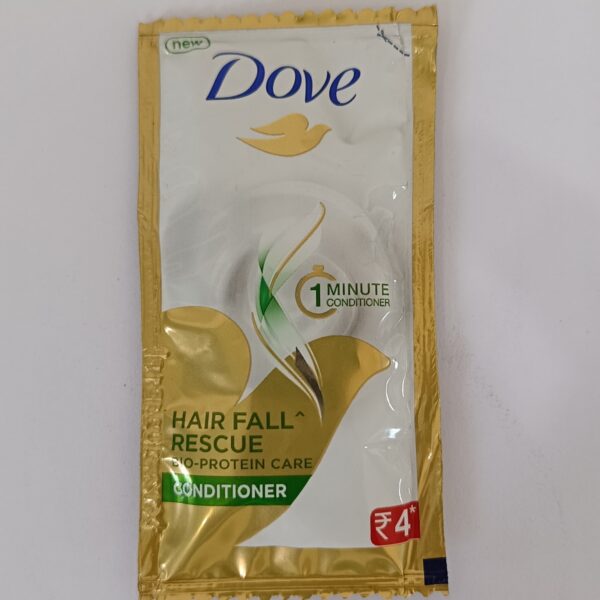 new
Dove
1 MINUTE
CONDITIONER
HAIR FALL^
RESCUE
BIO-PROTEIN CARE
CONDITIONER
₹4*